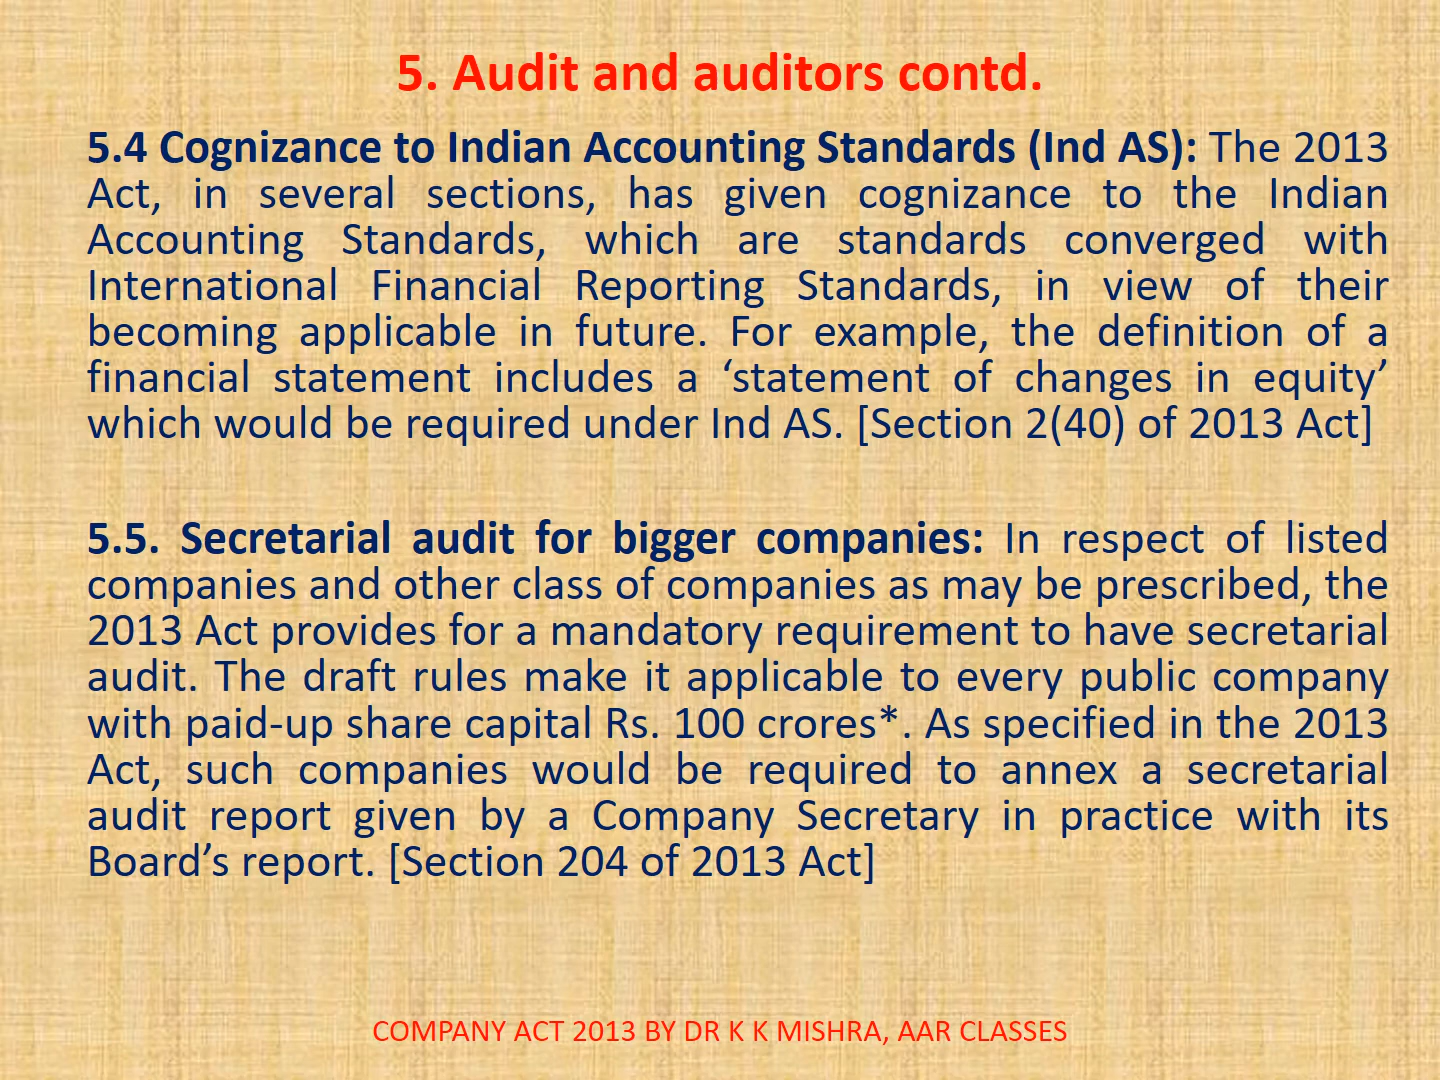 5. Audit and auditors contd.
5.4 Cognizance to Indian Accounting Standards (Ind AS): The 2013
Act, in several sections, has given cognizance to the Indian
Accounting Standards, which are standards converged with
International Financial Reporting Standards, in view of their
becoming applicable in future. For example, the definition of a
financial statement includes a ‘statement of changes in equity’
which would be required under Ind AS. [Section 2(40) of 2013 Act]
5.5. Secretarial audit for bigger companies: In respect of listed
companies and other class of companies as may be prescribed, the
2013 Act provides for a mandatory requirement to have secretarial
audit. The draft rules make it applicable to every public company
with paid-up share capital Rs. 100 crores*. As specified in the 2013
Act, such companies would be required to annex a secretarial
audit report given by a Company Secretary in practice with its
Board’s report. [Section 204 of 2013 Act]
COMPANY ACT 2013 BY DR K K MISHRA, AAR CLASSES